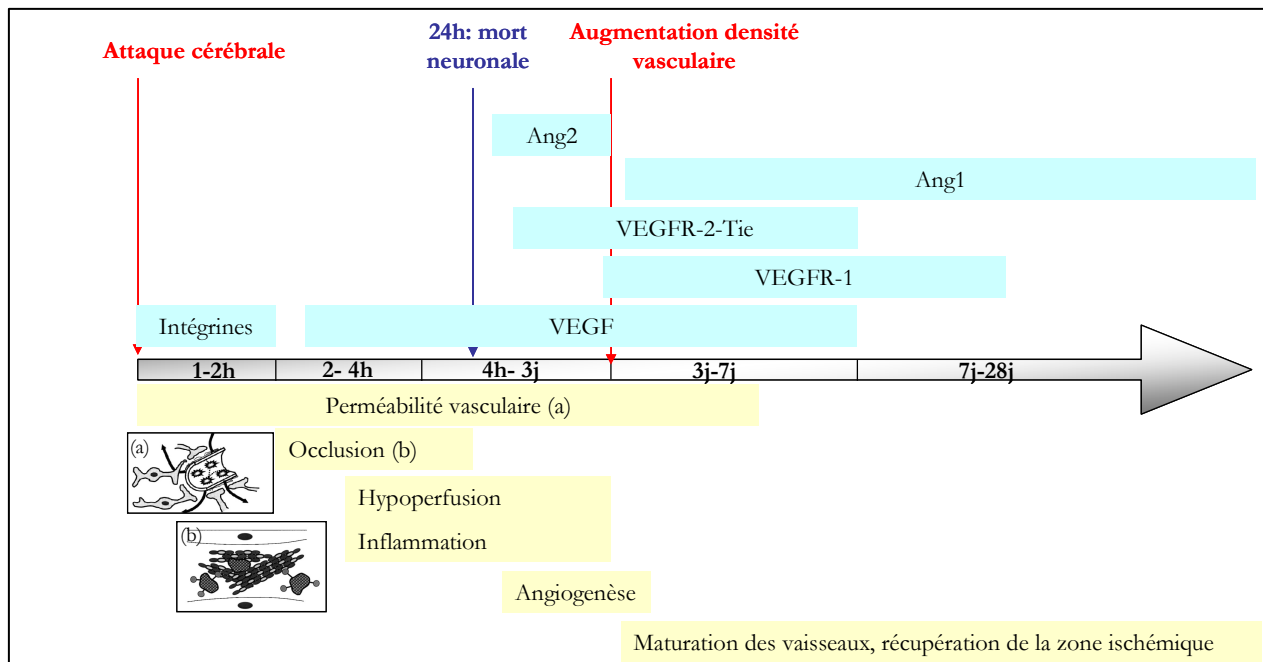 Attaque cérébrale
24h: mort
neuronale
Augmentation densité
vasculaire
Ang2
Ang1
VEGFR-2-Tie
VEGFR-1
Intégrines
VEGF
1-2h
2- 4h
4h- 3j
3j-7j
7j-28j
Perméabilité vasculaire (a)
(a)
Occlusion (b)
Hypoperfusion
(b)
Inflammation
Angiogenèse
Maturation des vaisseaux, récupération de la zone ischémique